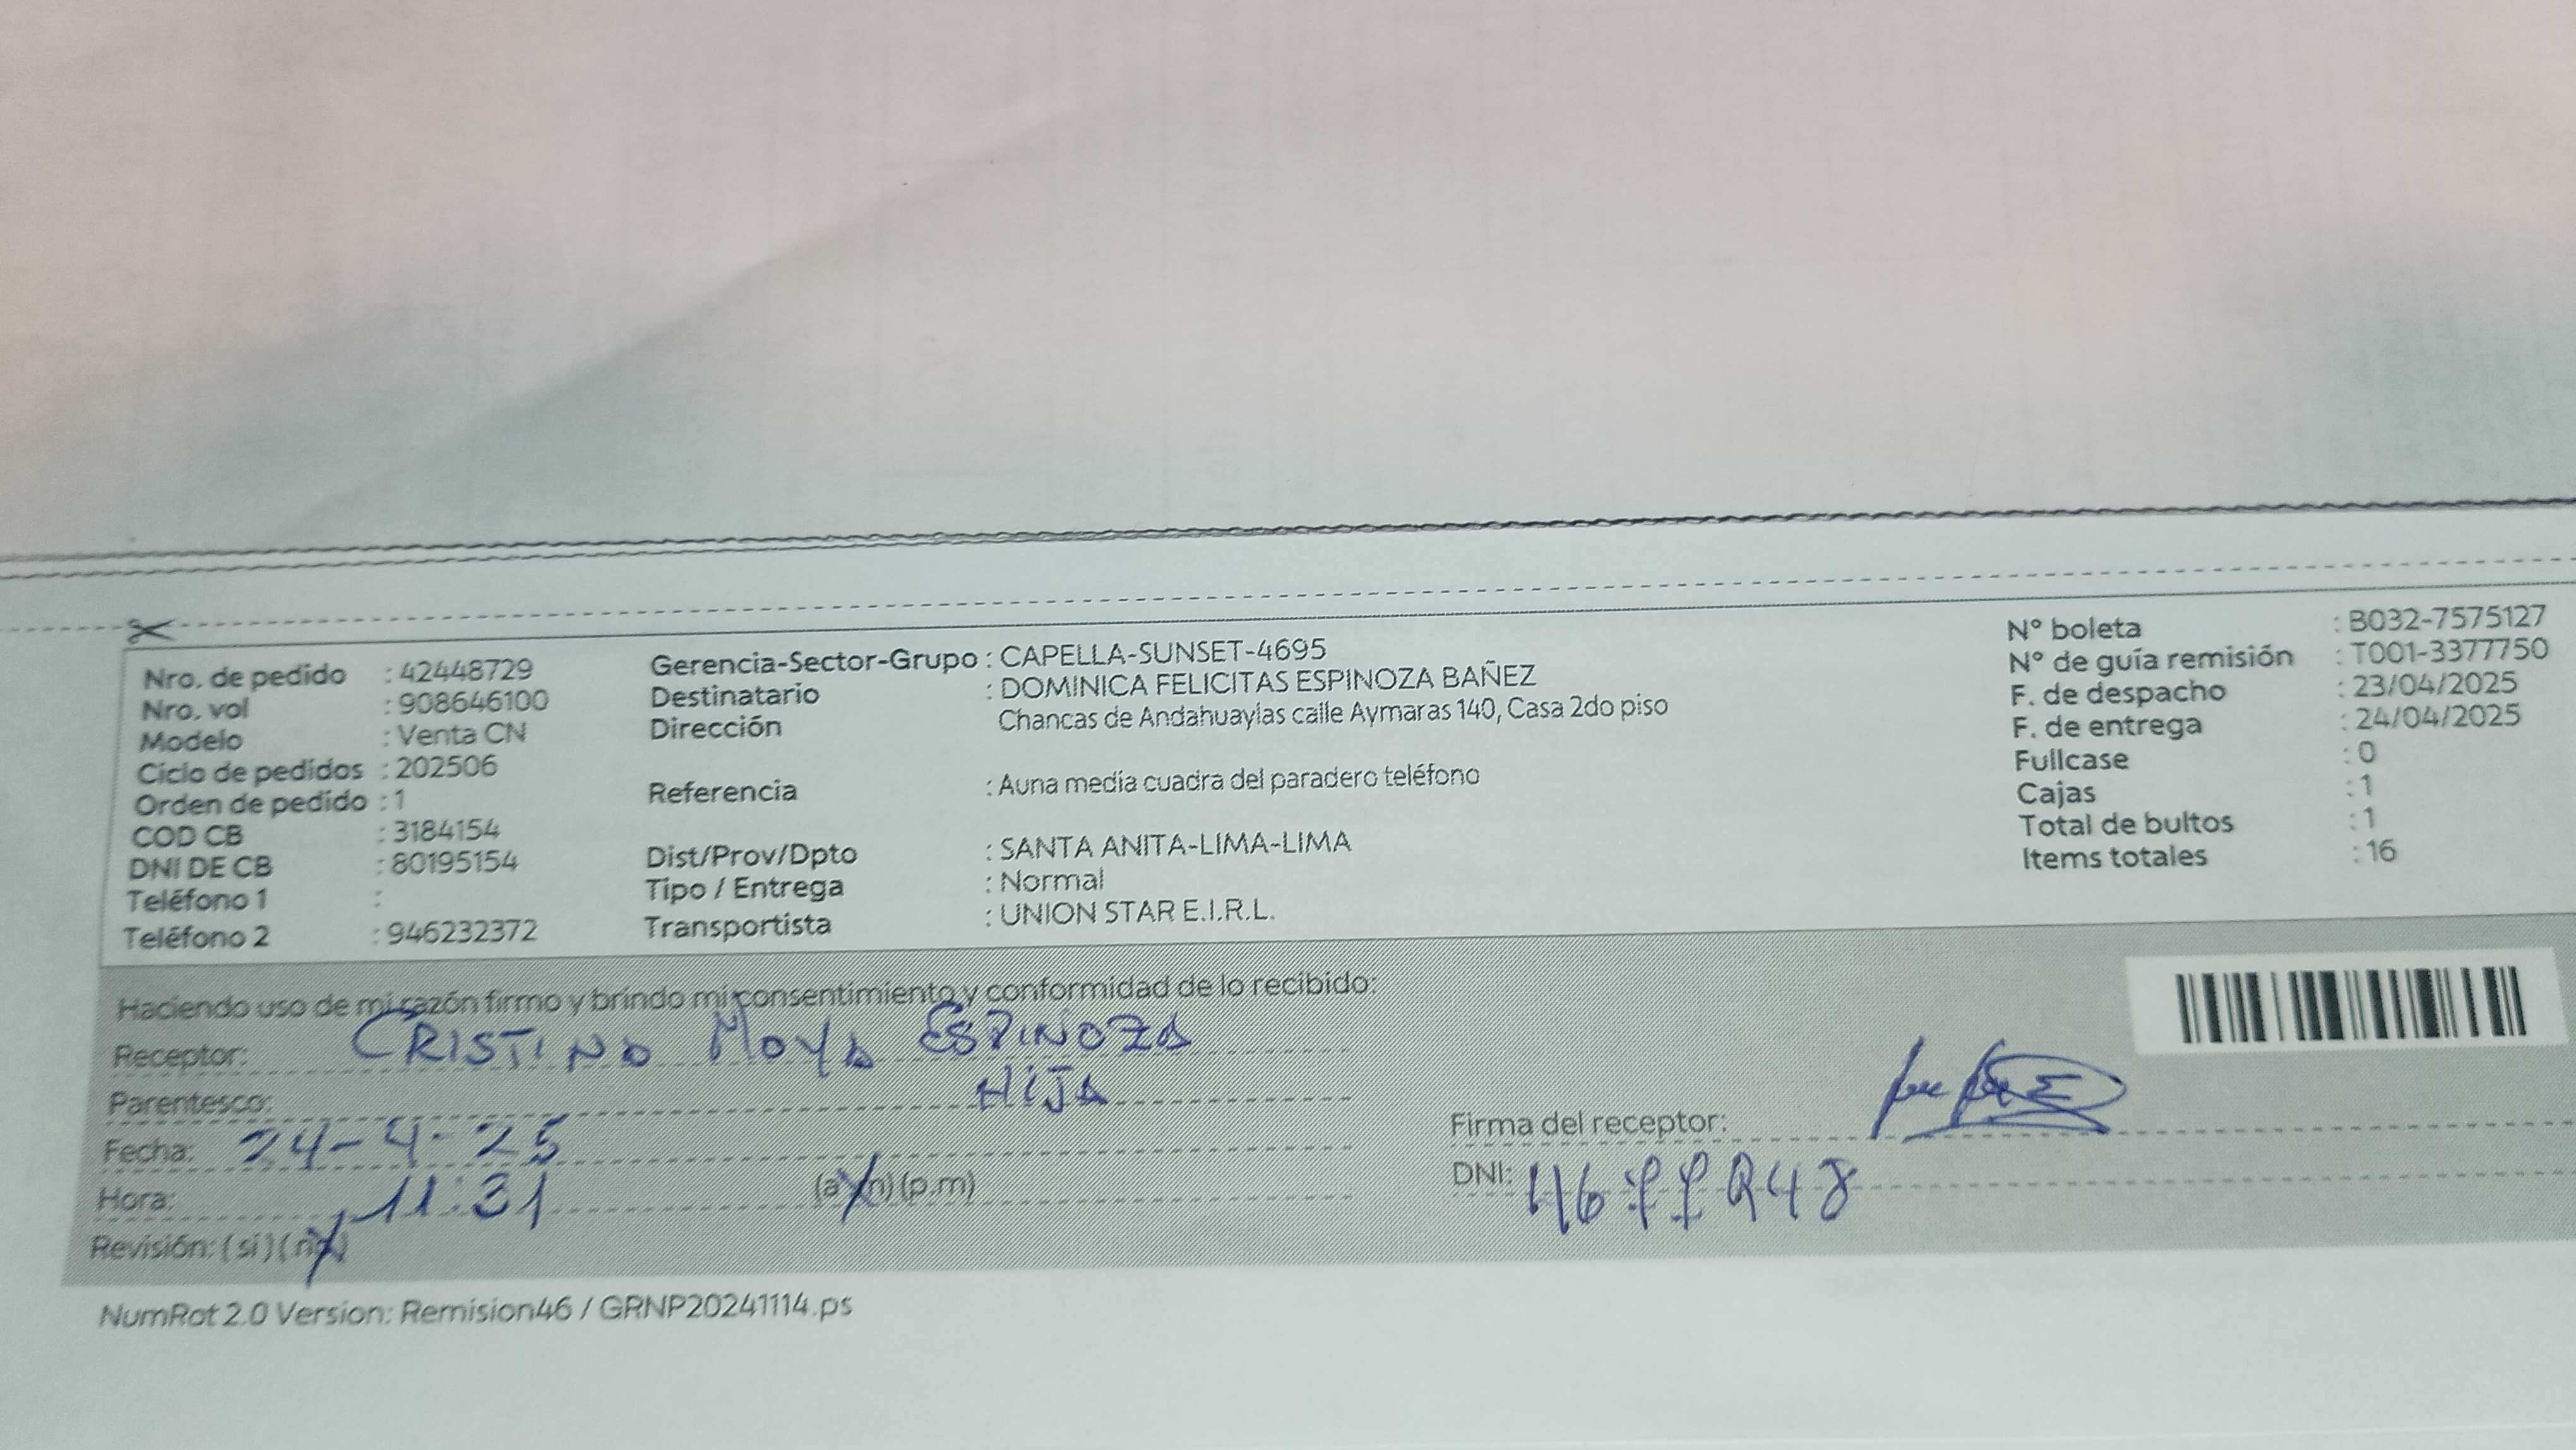 Nro. de pedido : 42448729
Nro. vol : 908646100
Modelo : Venta CN
Ciclo de pedidos : 202506
Orden de pedido : 1
COD CB : 3184154
DNI DE CB : 80195154
Teléfono 1 :
Teléfono 2 : 946232372
Gerencia-Sector-Grupo : CAPELLA-SUNSET-4695
Destinatario : DOMINICA FELICITAS ESPINOZA BAÑEZ
Dirección Chancas de Andahuaylas calle Aymaras 140, Casa 2do piso
Referencia : Auna media cuadra del paradero teléfono
Dist/Prov/Dpto : SANTA ANITA-LIMA-LIMA
Tipo / Entrega : Normal
Transportista : UNION STAR E.I.R.L.
N° boleta : B032-7575127
N° de guía remisión : T001-3377750
F. de despacho : 23/04/2025
F. de entrega : 24/04/2025
Fullcase : 0
Cajas : 1
Total de bultos : 1
Items totales : 16
Haciendo uso de mi razón firmo y brindo mi consentimiento y conformidad de lo recibido:
Receptor: CRISTINA MOYA ESPINOZA
Parentesco: HIJA
Fecha: 24-4-25
Hora: 11:31 (a.m) (p.m)
Revisión: (si) (no)
Firma del receptor:
DNI:
NumRot 2.0 Version: Remision46 / GRNP20241114.ps